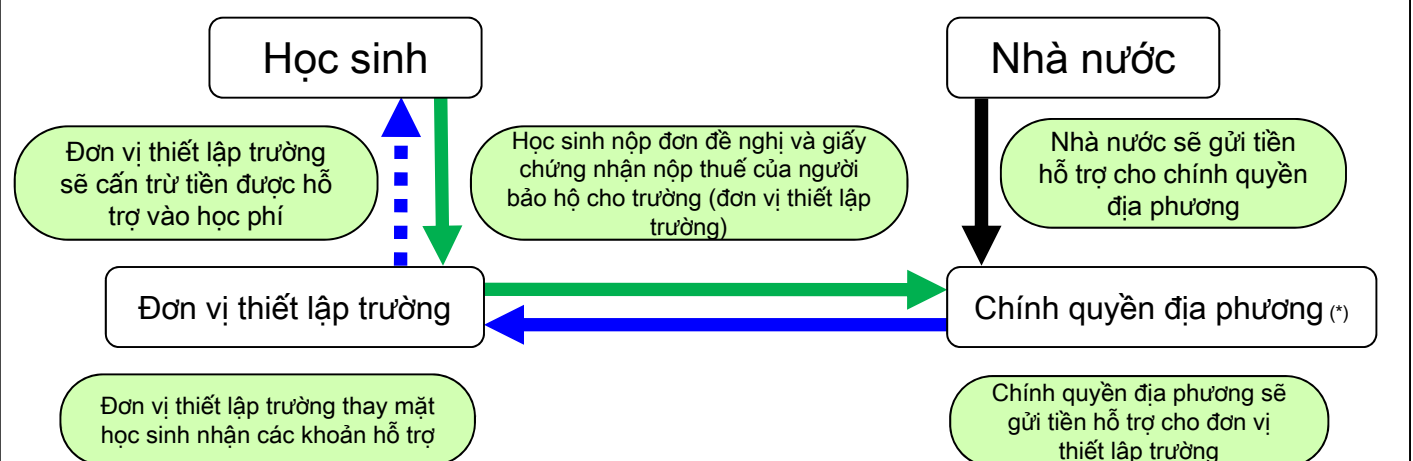 Học sinh
Nhà nước
Đơn vị thiết lập trường
sẽ cấn trừ tiền được hỗ
trợ vào học phí
Học sinh nộp đơn đề nghị và giấy
chứng nhận nộp thuế của người
bảo hộ cho trường (đơn vị thiết lập
trường)
Nhà nước sẽ gửi tiền
hỗ trợ cho chính quyền
địa phương
Đơn vị thiết lập trường
Chính quyền địa phương (*)
Đơn vị thiết lập trường thay mặt
học sinh nhận các khoản hỗ trợ
Chính quyền địa phương sẽ
gửi tiền hỗ trợ cho đơn vị
thiết lập trường